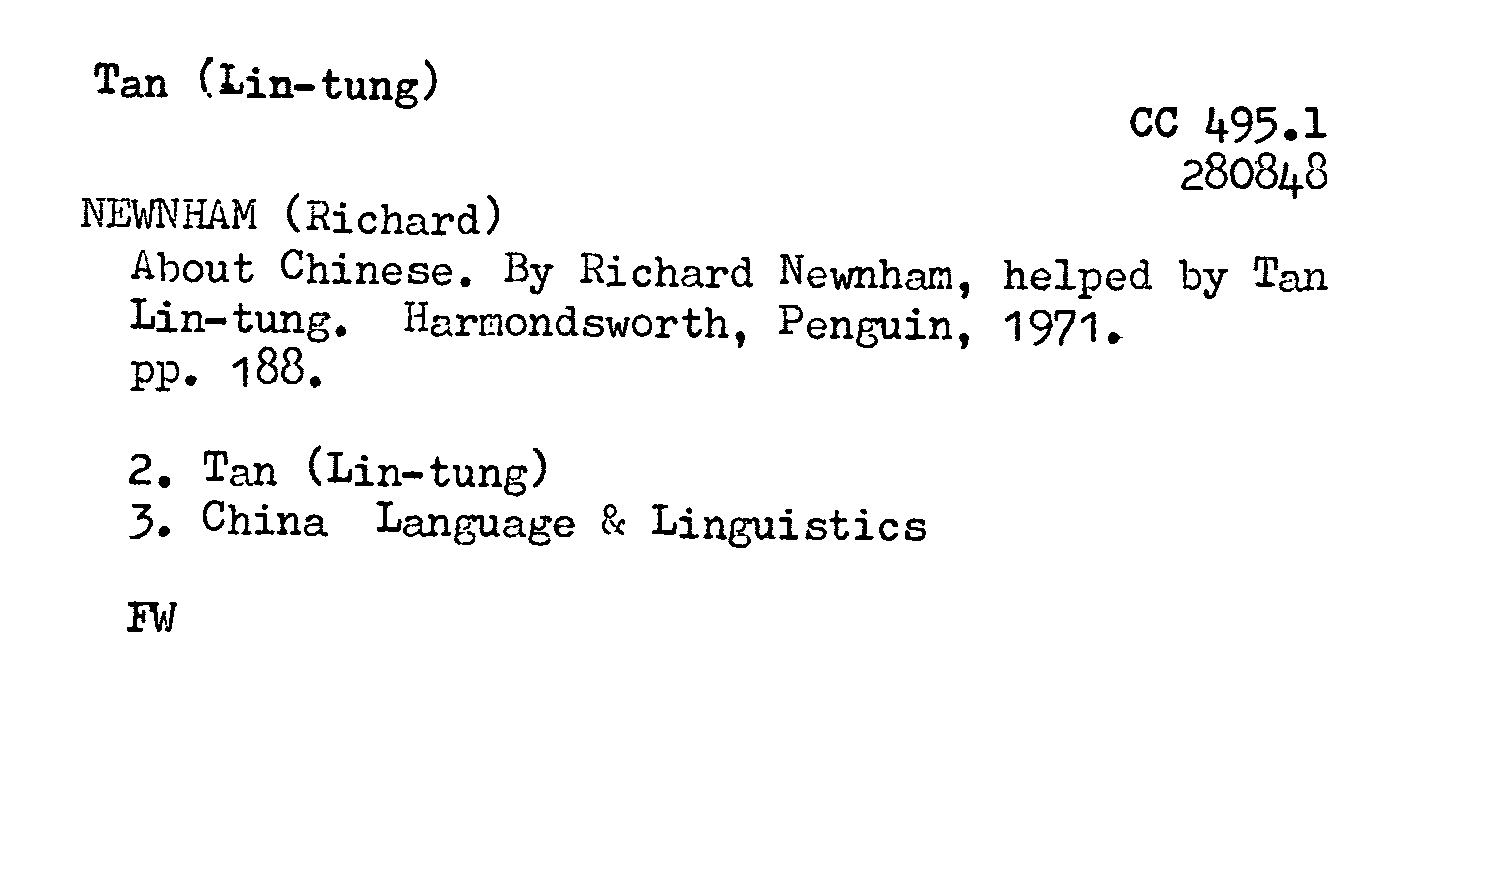 Tan (Lin-tung)
CC 495.1
280848
NEWNHAM (Richard)
About Chinese. By Richard Newnham, helped by Tan
Lin-tung. Harmondsworth, Penguin, 1971.
pp. 188.
2. Tan (Lin-tung)
3. China Language & Linguistics
FW